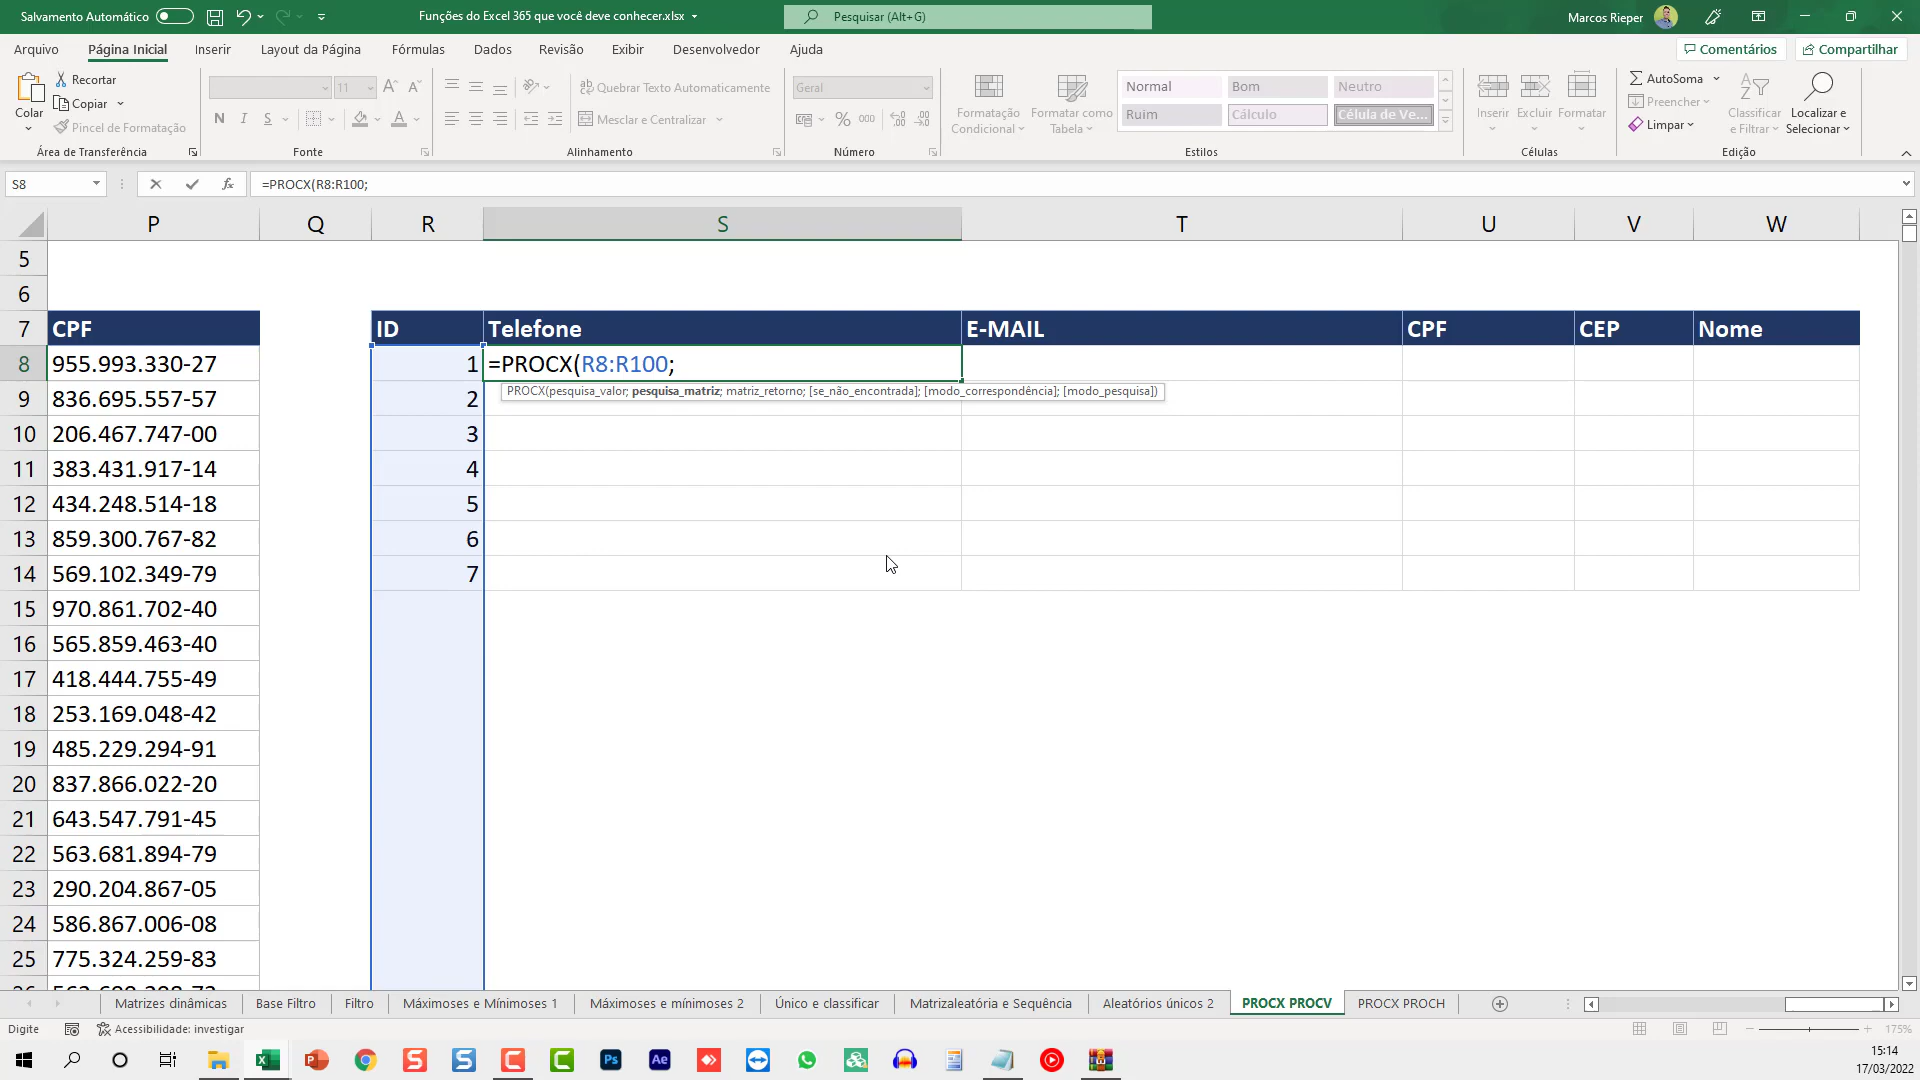 Salvamento Automático
Funções do Excel 365 que você deve conhecer.xlsx
Pesquisar (Alt+G)
Marcos Rieper
Arquivo Página Inicial Inserir Layout da Página Fórmulas Dados Revisão Exibir Desenvolvedor Ajuda
Comentários Compartilhar
Colar
Recortar
Copiar
Pincel de Formatação
Área de Transferência
11
N I S
Fonte
Quebrar Texto Automaticamente
Mesclar e Centralizar
Alinhamento
Geral
% 000
Número
Formatação Condicional
Formatar como Tabela
Normal Bom Neutro
Ruim Cálculo Célula de Ve...
Estilos
Inserir Excluir Formatar
Células
AutoSoma
Preencher
Limpar
Classificar e Filtrar
Localizar e Selecionar
Edição
S8
fx
=PROCX(R8:R100;
P Q R S T U V W
5
6
7 CPF ID Telefone E-MAIL CPF CEP Nome
8 955.993.330-27 1 =PROCX(R8:R100;
PROCX(pesquisa_valor; pesquisa_matriz; matriz_retorno; [se_não_encontrada]; [modo_correspondência]; [modo_pesquisa])
9 836.695.557-57 2
10 206.467.747-00 3
11 383.431.917-14 4
12 434.248.514-18 5
13 859.300.767-82 6
14 569.102.349-79 7
15 970.861.702-40
16 565.859.463-40
17 418.444.755-49
18 253.169.048-42
19 485.229.294-91
20 837.866.022-20
21 643.547.791-45
22 563.681.894-79
23 290.204.867-05
24 586.867.006-08
25 775.324.259-83
Matrizes dinâmicas Base Filtro Filtro Máximoses e Mínimoses 1 Máximoses e mínimoses 2 Único e classificar Matrizaleatória e Sequência Aleatórios únicos 2 PROCX PROCV PROCX PROCH
Digite
Acessibilidade: investigar
175%
15:14
17/03/2022